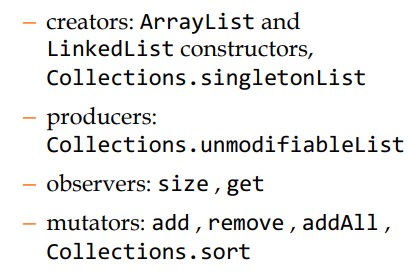 – creators: ArrayList and
LinkedList constructors,
Collections.singletonList
– producers:
Collections.unmodifiableList
– observers: size , get
– mutators: add , remove , addAll ,
Collections.sort